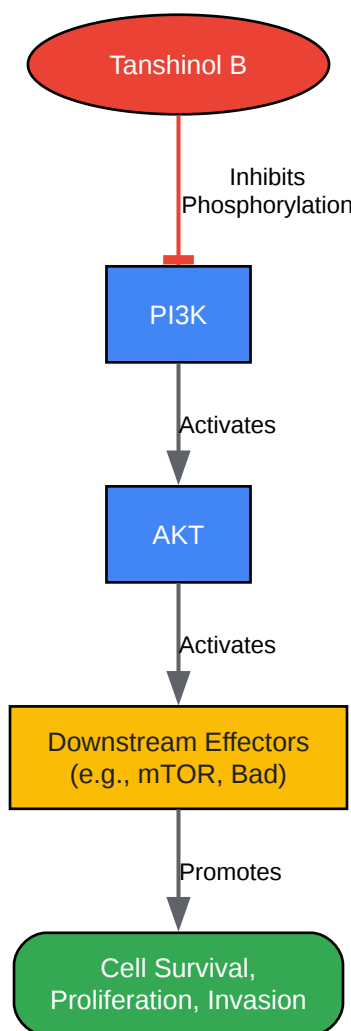 Tanshinol B
Inhibits
Phosphorylation
PI3K
Activates
AKT
Activates
Downstream Effectors
(e.g., mTOR, Bad)
Promotes
Cell Survival,
Proliferation, Invasion